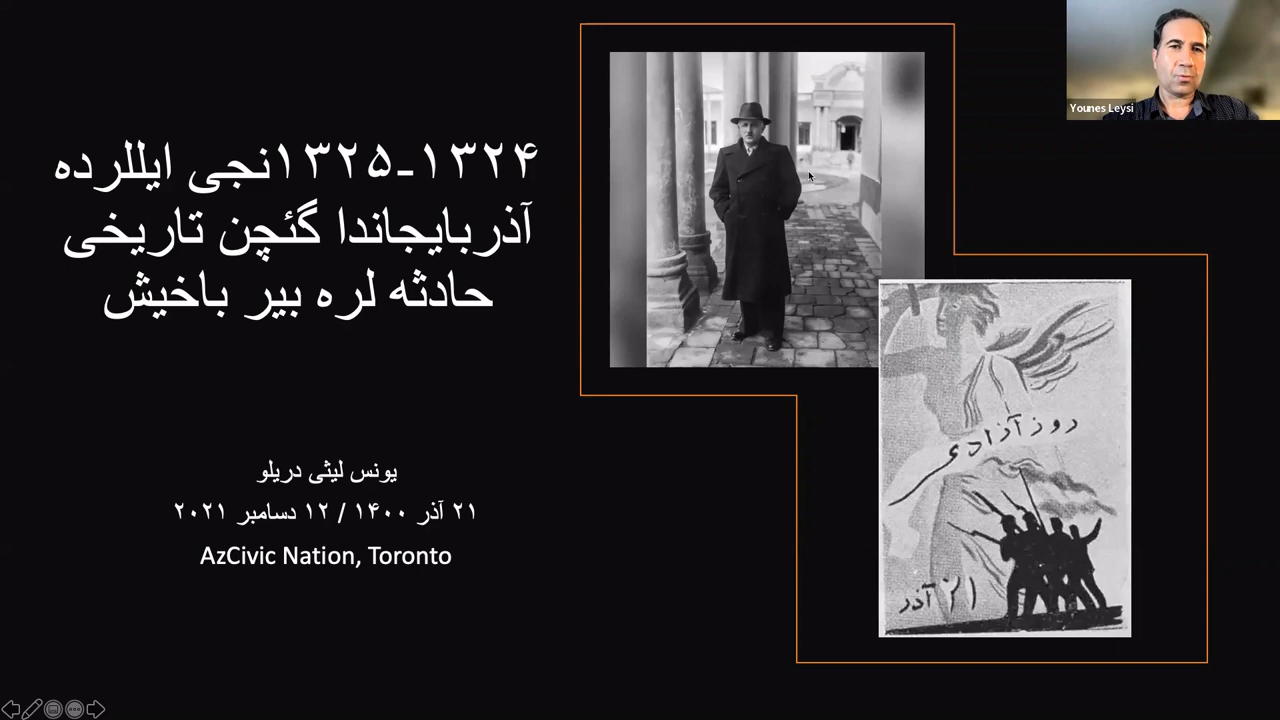 ۱۳۲۴-۱۳۲۵نجی ایللرده
آذربایجاندا گئچن تاریخی
حادثه لره بیر باخیش
یونس لیثی دریلو
۲۱ آذر ۱۴۰۰ / ۱۲ دسامبر ۲۰۲۱
AzCivic Nation, Toronto
Younes Leysi
روز آزادی
۲۱ آذر